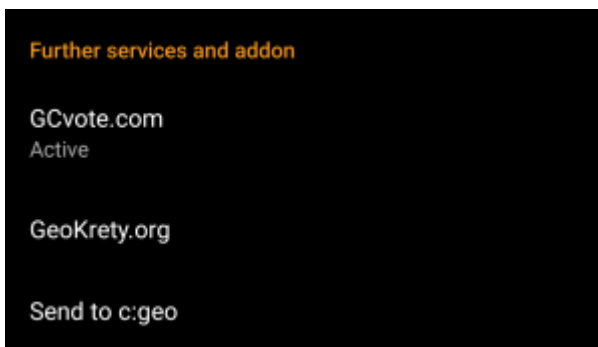 Further services and addon
GCvote.com
Active
GeoKrety.org
Send to c:geo